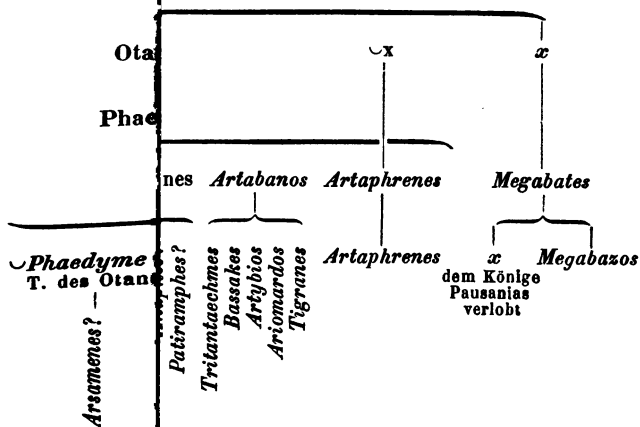 Ota ◡x x
Phae
nes Artabanos Artaphrenes Megabates
◡Phaedyme Artaphrenes x Megabazos
T. des Otan dem Könige
Pausanias
verlobt
Arsamenes?
Patiramphes?
Tritantaechmes
Bassakes
Artybios
Ariomardos
Tigranes